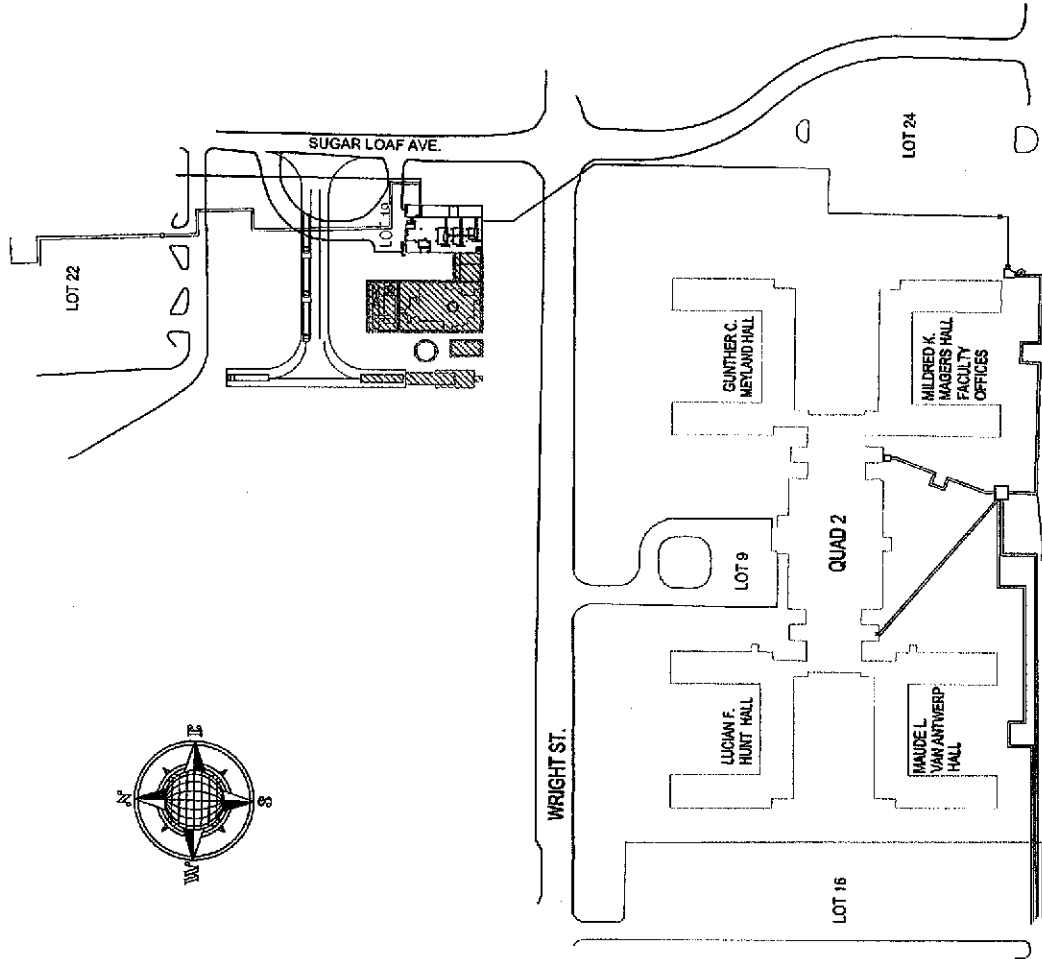 SUGAR LOAF AVE.
LOT 22
LOT 19
LOT 24
GUNTHER C.
MEYLAND HALL
MILDRED K.
MAGERS HALL
FACULTY
OFFICES
QUAD 2
LOT 9
WRIGHT ST.
LUCIAN F.
HUNT HALL
MAUDE L.
VAN ANTWERP
HALL
LOT 16
N
E
S
W